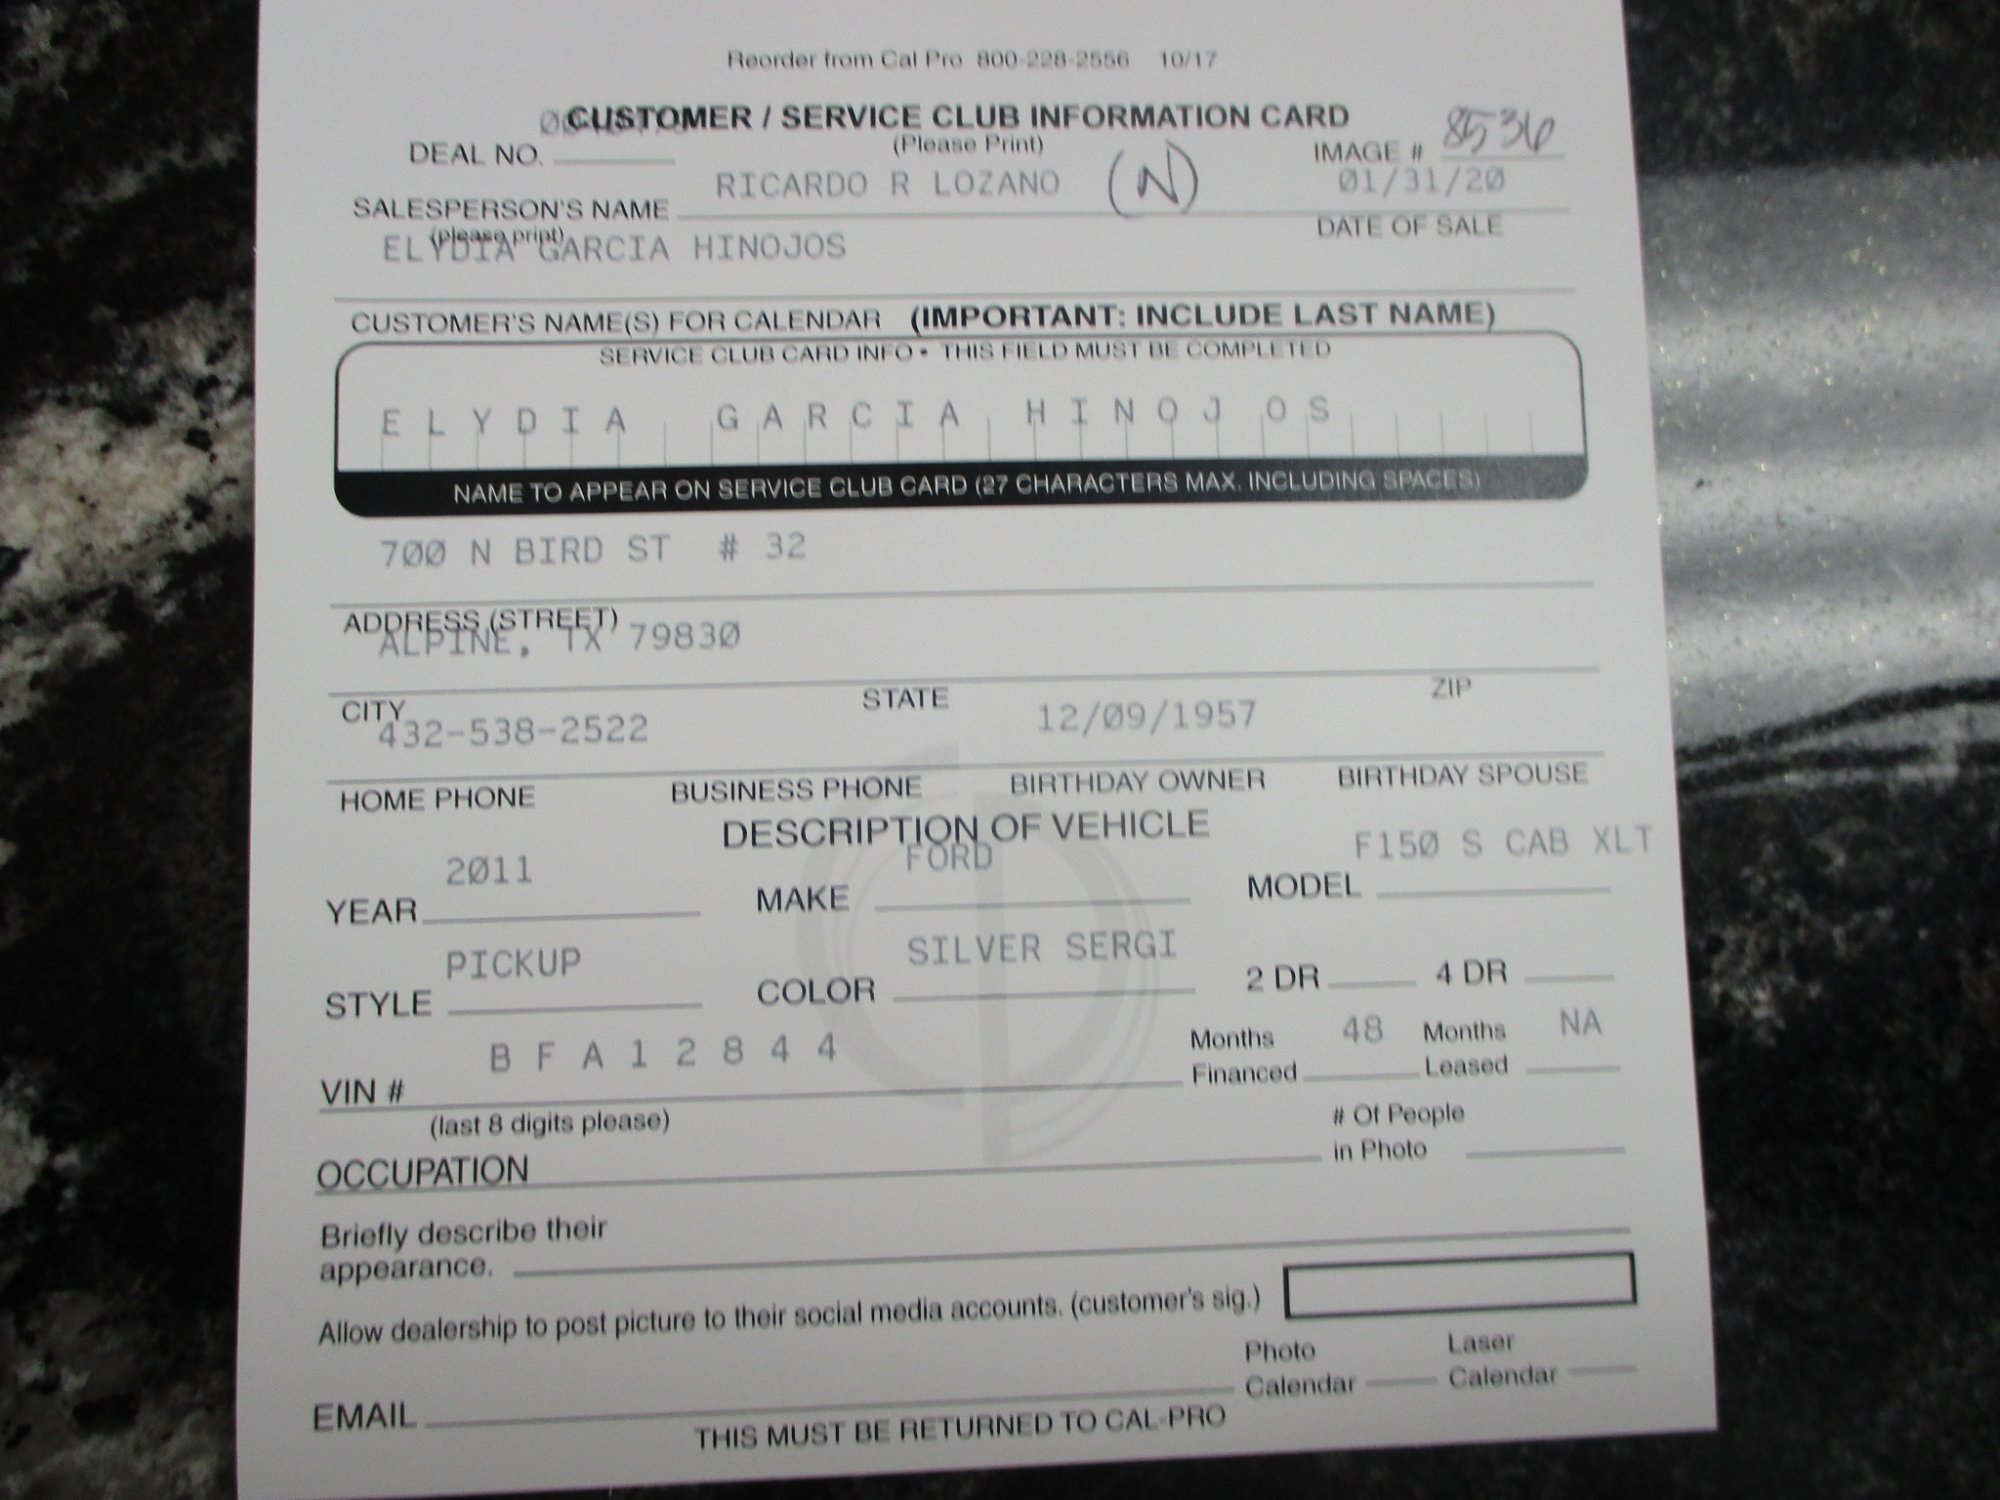 Reorder from Cal Pro 800-228-2556 10/17
CUSTOMER / SERVICE CLUB INFORMATION CARD
(Please Print)
DEAL NO.
IMAGE # 8536
RICARDO R LOZANO (N) 01/31/20
SALESPERSON'S NAME
(please print)
DATE OF SALE
ELYDIA GARCIA HINOJOS
CUSTOMER'S NAME(S) FOR CALENDAR (IMPORTANT: INCLUDE LAST NAME)
SERVICE CLUB CARD INFO • THIS FIELD MUST BE COMPLETED
ELYDIA GARCIA HINOJOS
NAME TO APPEAR ON SERVICE CLUB CARD (27 CHARACTERS MAX. INCLUDING SPACES)
700 N BIRD ST # 32
ADDRESS (STREET)
ALPINE, TX 79830
CITY STATE ZIP
432-538-2522 12/09/1957
HOME PHONE BUSINESS PHONE BIRTHDAY OWNER BIRTHDAY SPOUSE
DESCRIPTION OF VEHICLE
2011 FORD F150 S CAB XLT
YEAR MAKE MODEL
PICKUP SILVER SERGI
STYLE COLOR 2 DR 4 DR
BFA12844 Months 48 Months NA
VIN # Financed Leased
(last 8 digits please)
# Of People
in Photo
OCCUPATION
Briefly describe their
appearance.
Allow dealership to post picture to their social media accounts. (customer's sig.)
Photo Laser
Calendar Calendar
EMAIL
THIS MUST BE RETURNED TO CAL-PRO